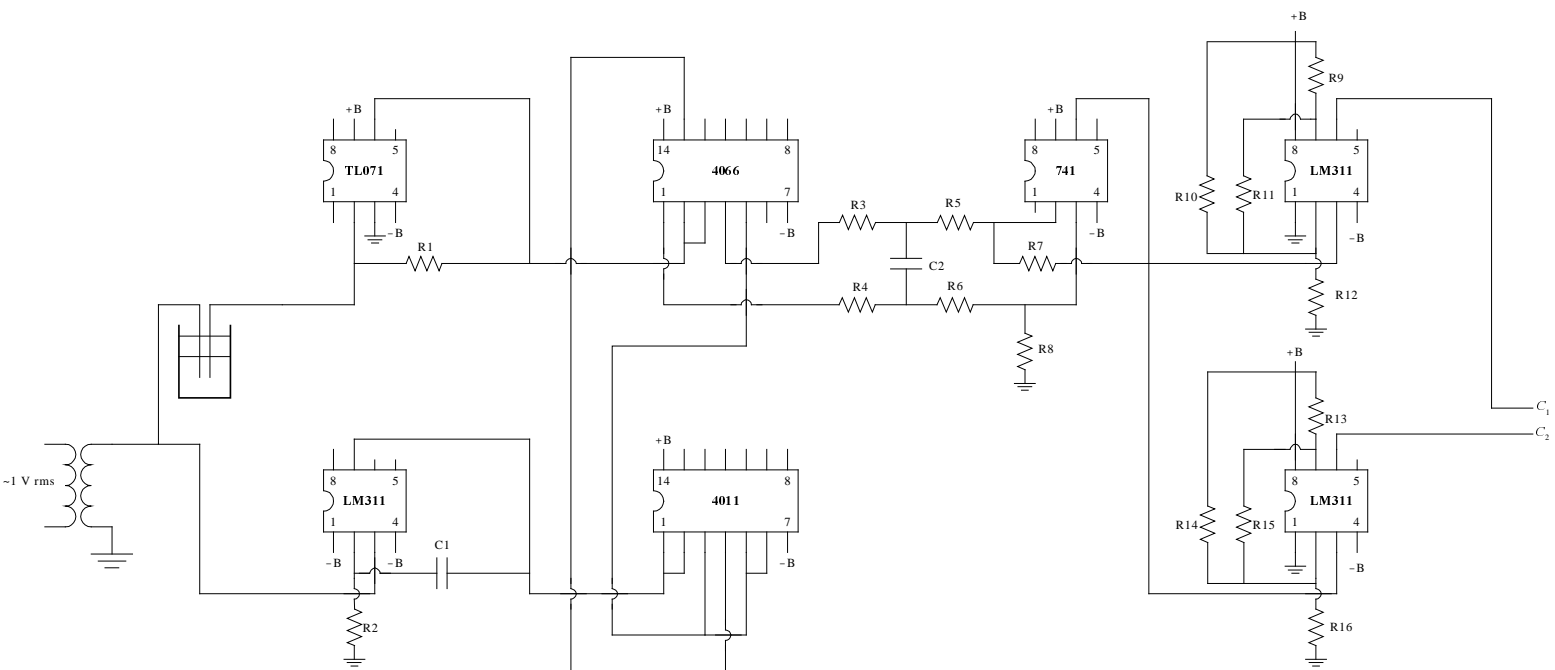 +B
R9
+B
+B
+B
8 5
TL071
1 4
−B
14 8
4066
1 7
−B
8 5
741
1 4
−B
8 5
LM311
1 4
−B
R10
R11
R3
R5
R1
R7
C2
R4
R6
R12
R8
+B
C1
R13
C2
+B
~1 V rms
8 5
LM311
1 4
−B
−B
C1
14 8
4011
1 7
−B
8 5
LM311
1 4
−B
R14
R15
R2
R16